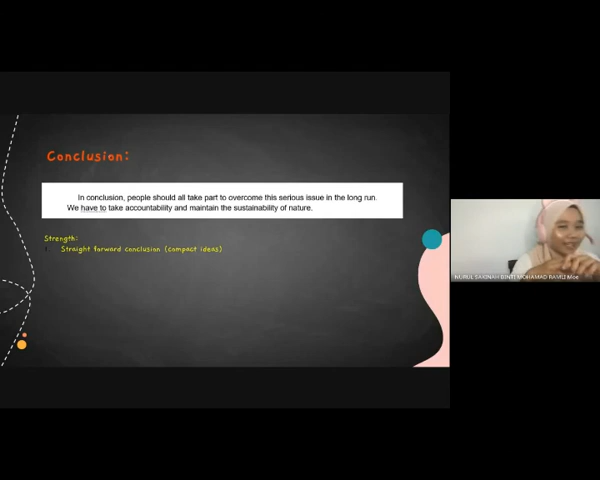 Conclusion:
In conclusion, people should all take part to overcome this serious issue in the long run.
We have to take accountability and maintain the sustainability of nature.
Strength:
Straight forward conclusion (compact ideas)
NURUL SAKINAH BINTI MOHAMAD RAMLI Moe